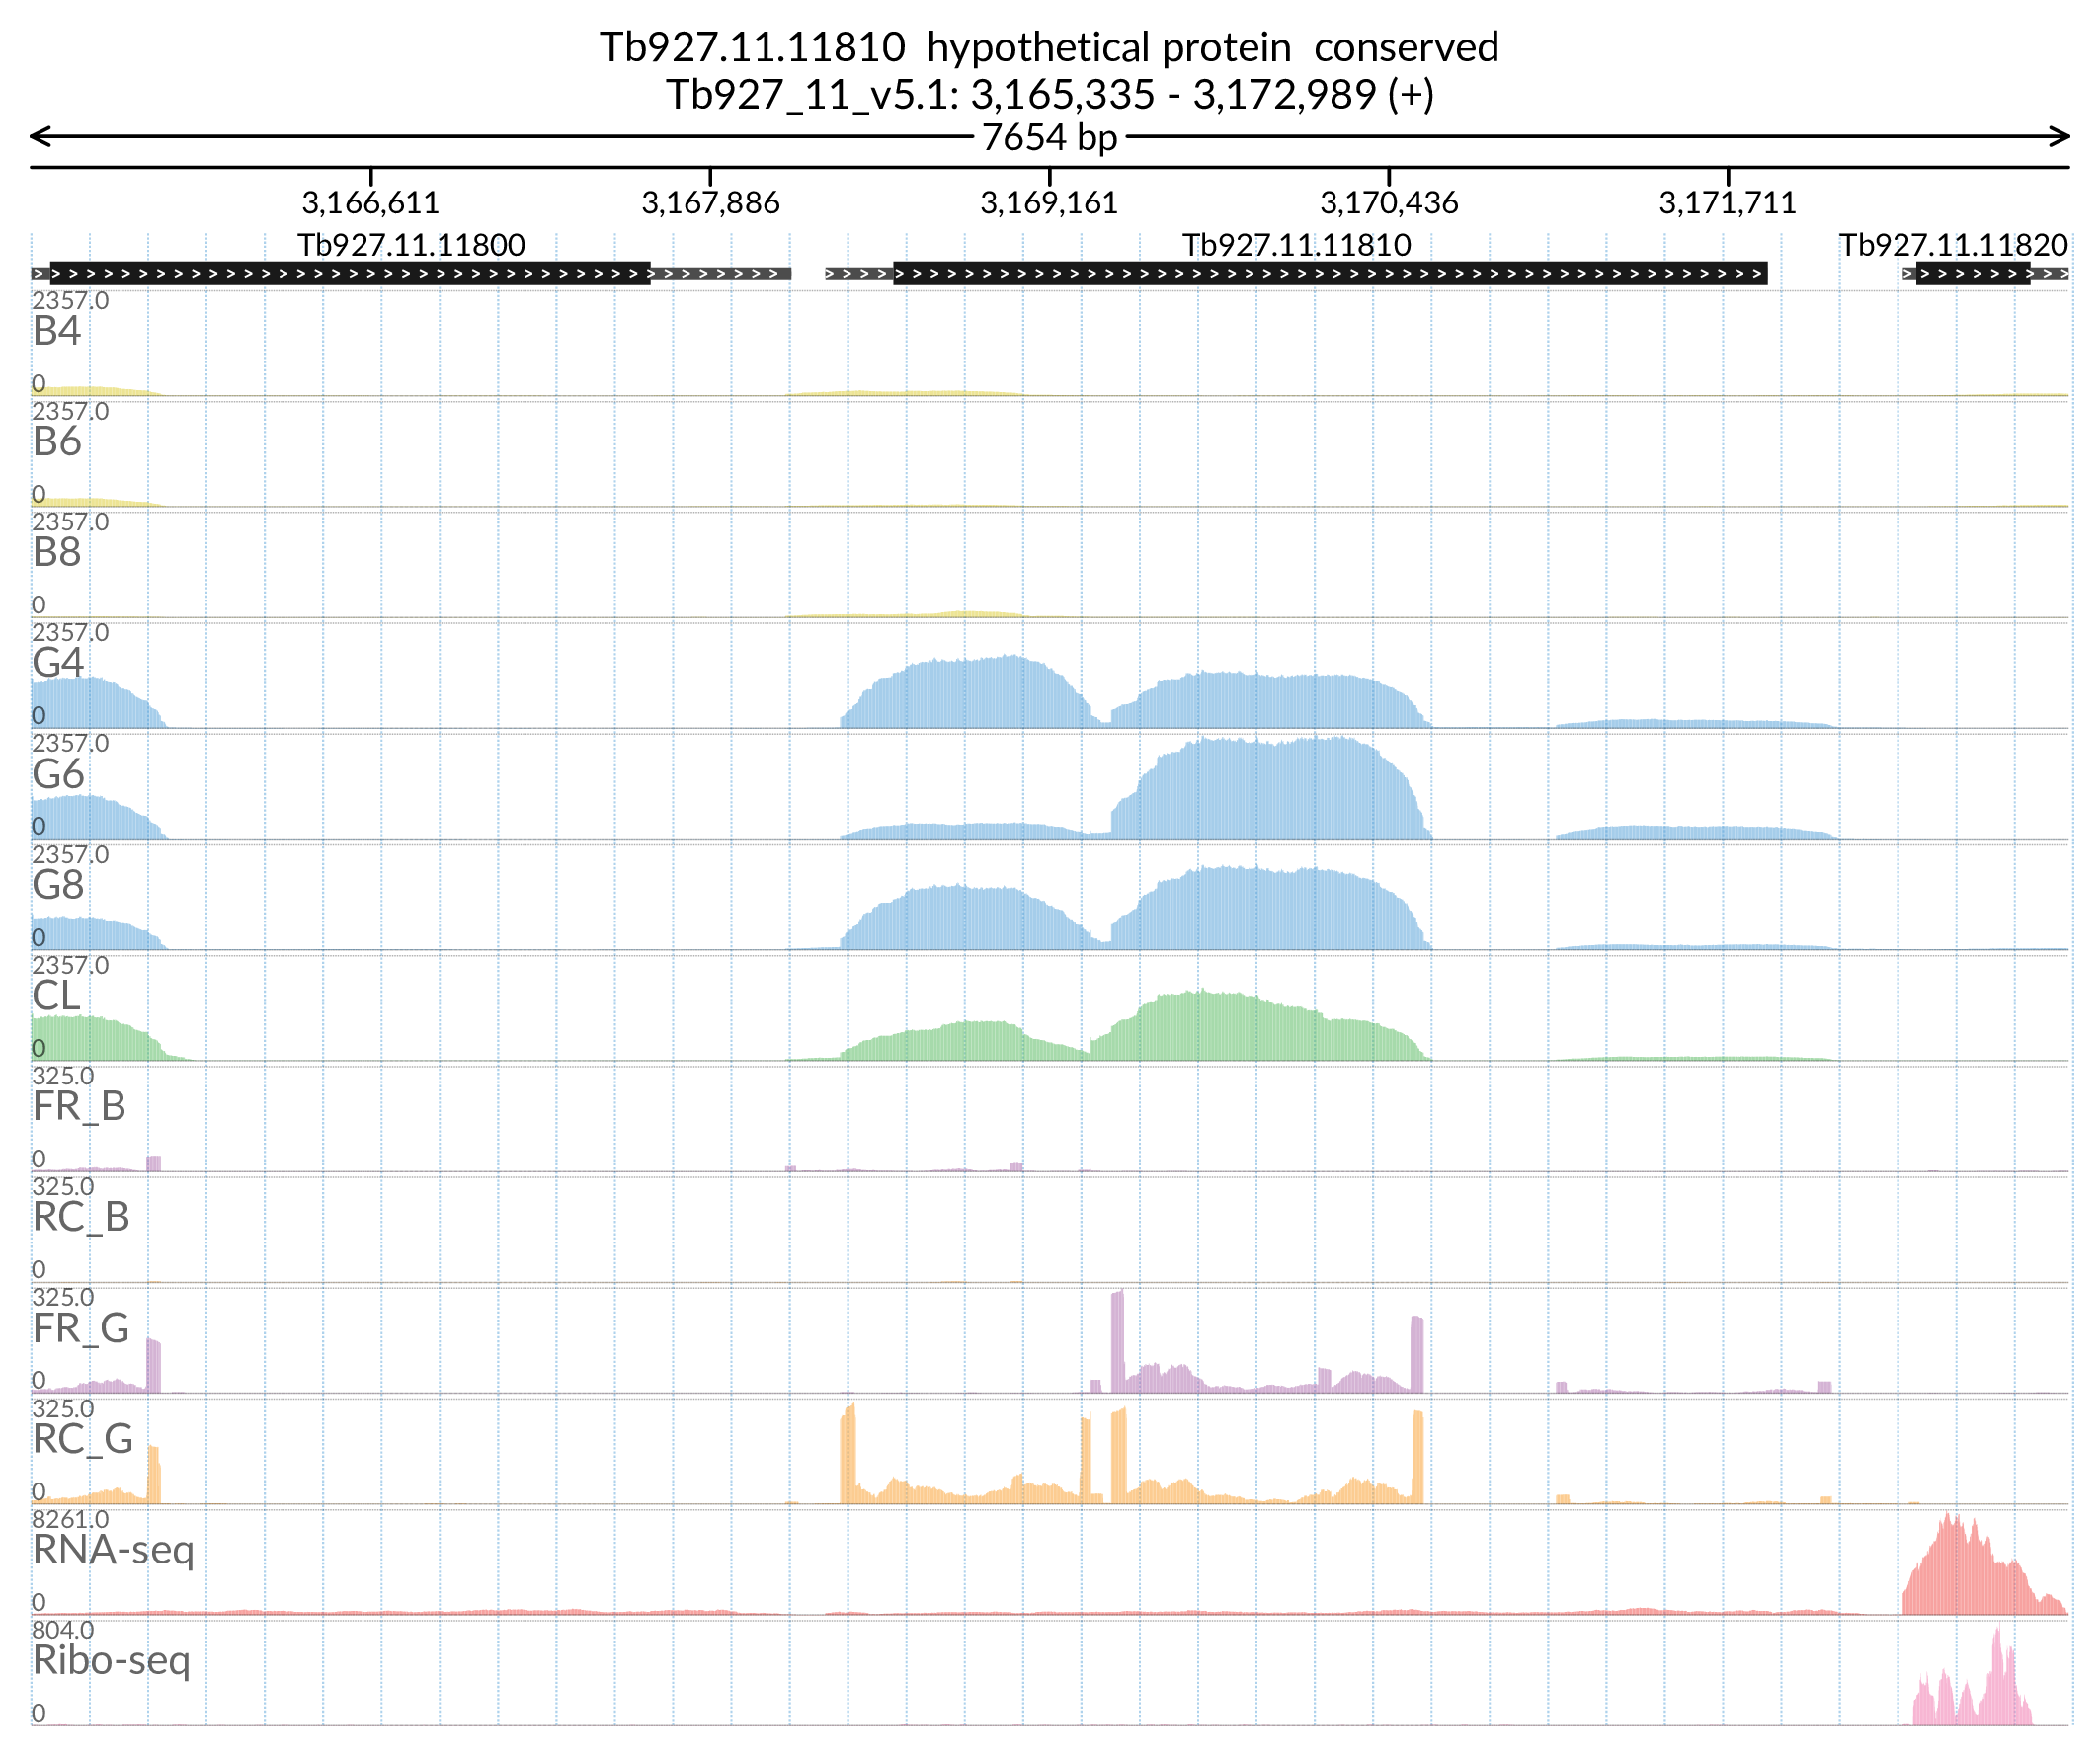 Tb927.11.11810 hypothetical protein conserved
Tb927_11_v5.1: 3,165,335 - 3,172,989 (+)
7654 bp
3,166,611 3,167,886 3,169,161 3,170,436 3,171,711
Tb927.11.11800 Tb927.11.11810 Tb927.11.11820
2357.0
B4
0
2357.0
B6
0
2357.0
B8
0
2357.0
G4
0
2357.0
G6
0
2357.0
G8
0
2357.0
CL
0
325.0
FR_B
0
325.0
RC_B
0
325.0
FR_G
0
325.0
RC_G
0
8261.0
RNA-seq
0
804.0
Ribo-seq
0